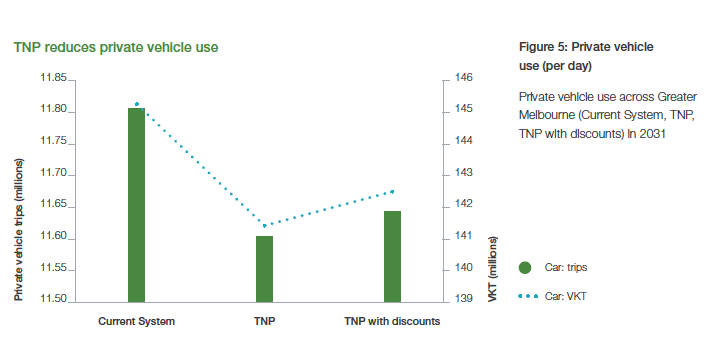 TNP reduces private vehicle use
Private vehicle trips (millions)
11.85
11.80
11.75
11.70
11.65
11.60
11.55
11.50
146
145
144
143
142
141
140
139
VKT (millions)
Current System
TNP
TNP with discounts
Figure 5: Private vehicle
use (per day)
Private vehicle use across Greater
Melbourne (Current System, TNP,
TNP with discounts) in 2031
Car: trips
Car: VKT